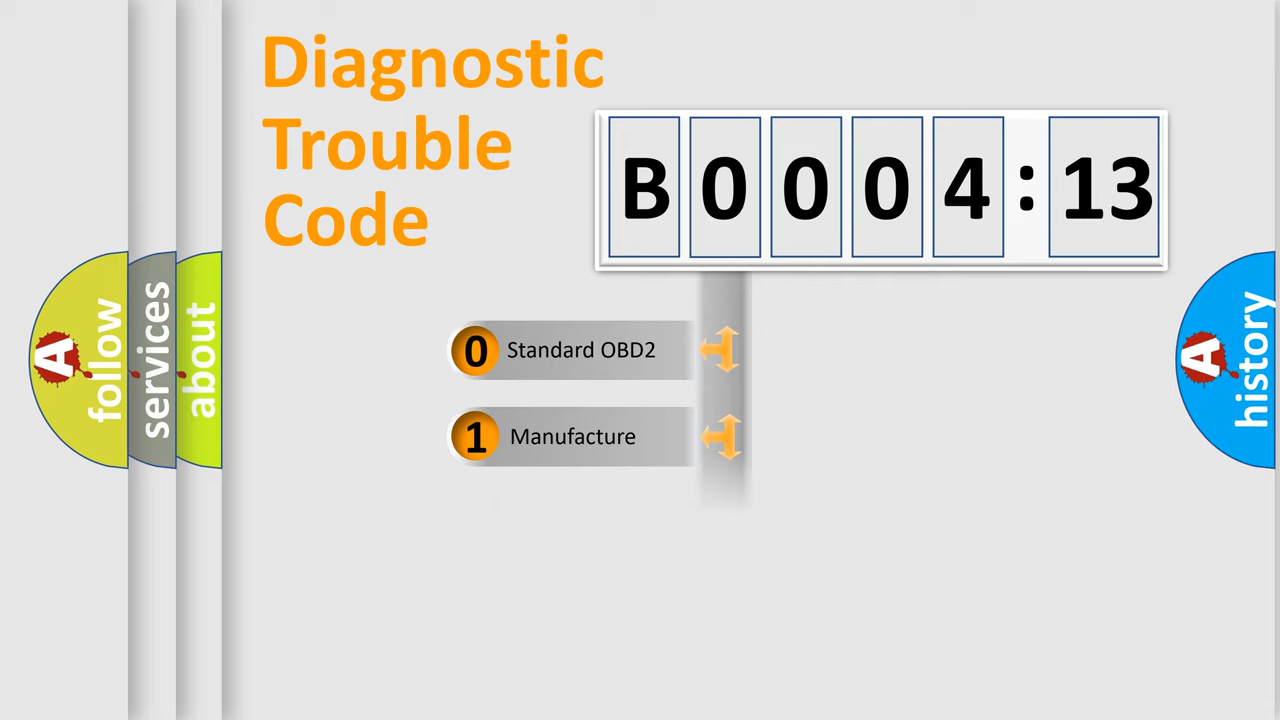 Diagnostic
Trouble
Code
B 0 0 0 4 : 13
0 Standard OBD2
1 Manufacture
A follow
services
about
A history